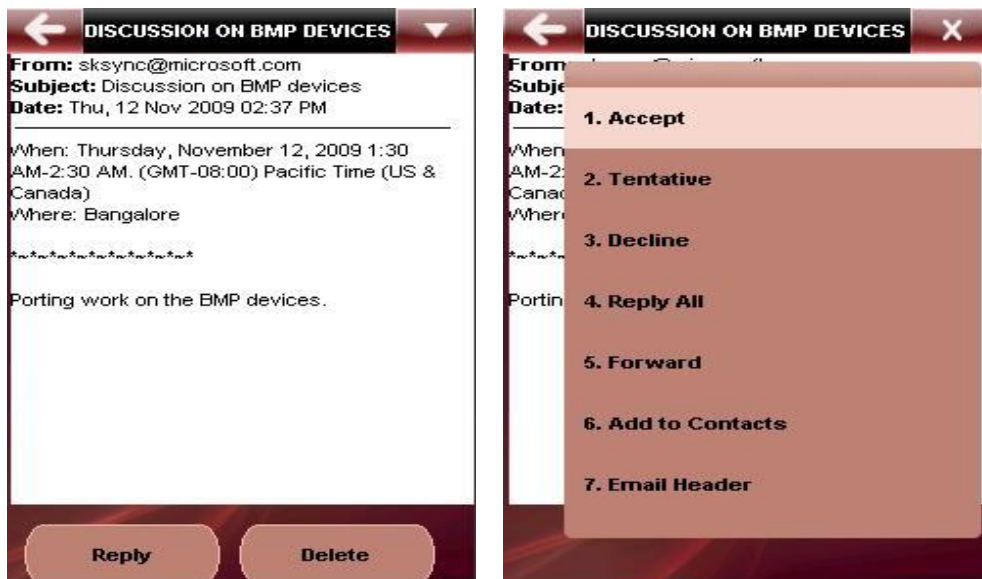 DISCUSSION ON BMP DEVICES
From: sksync@microsoft.com
Subject: Discussion on BMP devices
Date: Thu, 12 Nov 2009 02:37 PM
When: Thursday, November 12, 2009 1:30
AM-2:30 AM. (GMT-08:00) Pacific Time (US &
Canada)
Where: Bangalore
*~*~*~*~*~*~*~*~*~*
Porting work on the BMP devices.
Reply
Delete
DISCUSSION ON BMP DEVICES
X
From
Subje
Date:
When
AM-2:
Canad
Where
*~*~*~
Portin
1. Accept
2. Tentative
3. Decline
4. Reply All
5. Forward
6. Add to Contacts
7. Email Header